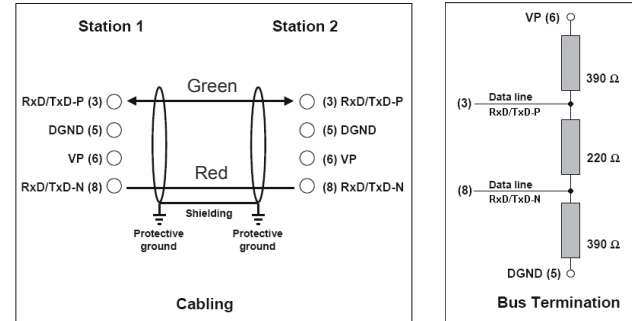 Station 1
Station 2
Green
RxD/TxD-P (3)
(3) RxD/TxD-P
DGND (5)
(5) DGND
VP (6)
(6) VP
Red
RxD/TxD-N (8)
(8) RxD/TxD-N
Shielding
Protective
ground
Protective
ground
Cabling
VP (6)
390 Ω
(3)
Data line
RxD/TxD-P
220 Ω
(8)
Data line
RxD/TxD-N
390 Ω
DGND (5)
Bus Termination